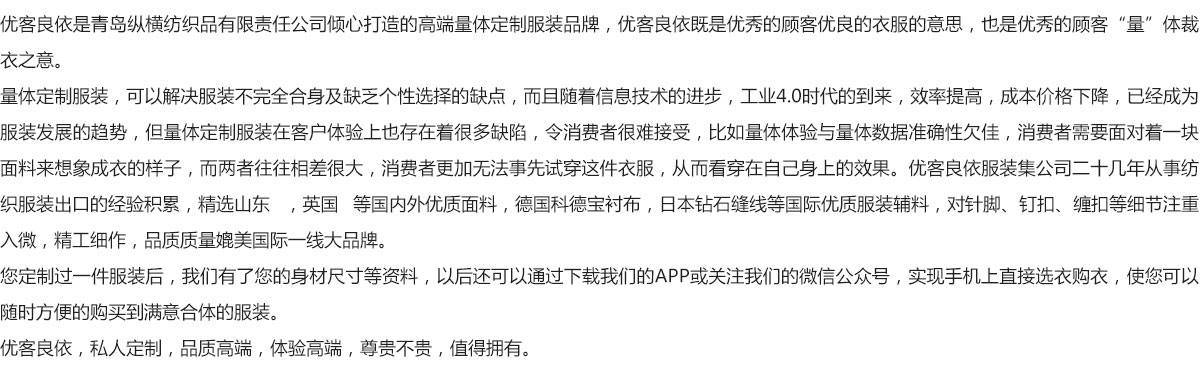 优客良依是青岛纵横纺织品有限责任公司倾心打造的高端量体定制服装品牌，优客良依既是优秀的顾客优良的衣服的意思，也是优秀的顾客“量”体裁
衣之意。
量体定制服装，可以解决服装不完全合身及缺乏个性选择的缺点，而且随着信息技术的进步，工业4.0时代的到来，效率提高，成本价格下降，已经成为
服装发展的趋势，但量体定制服装在客户体验上也存在着很多缺陷，令消费者很难接受，比如量体体验与量体数据准确性欠佳，消费者需要面对着一块
面料来想象成衣的样子，而两者往往相差很大，消费者更加无法事先试穿这件衣服，从而看穿在自己身上的效果。优客良依服装集公司二十几年从事纺
织服装出口的经验积累，精选山东　，英国　等国内外优质面料，德国科德宝衬布，日本钻石缝线等国际优质服装辅料，对针脚、钉扣、缠扣等细节注重
入微，精工细作，品质质量媲美国际一线大品牌。
您定制过一件服装后，我们有了您的身材尺寸等资料，以后还可以通过下载我们的APP或关注我们的微信公众号，实现手机上直接选衣购衣，使您可以
随时方便的购买到满意合体的服装。
优客良依，私人定制，品质高端，体验高端，尊贵不贵，值得拥有。